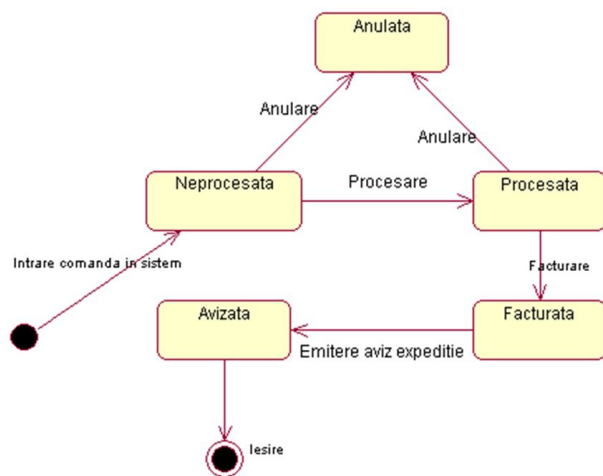 Anulata
Anulare
Anulare
Neprocesata
Procesare
Procesata
Intrare comanda in sistem
Facturare
Avizata
Facturata
Emitere aviz expeditie
Iesire